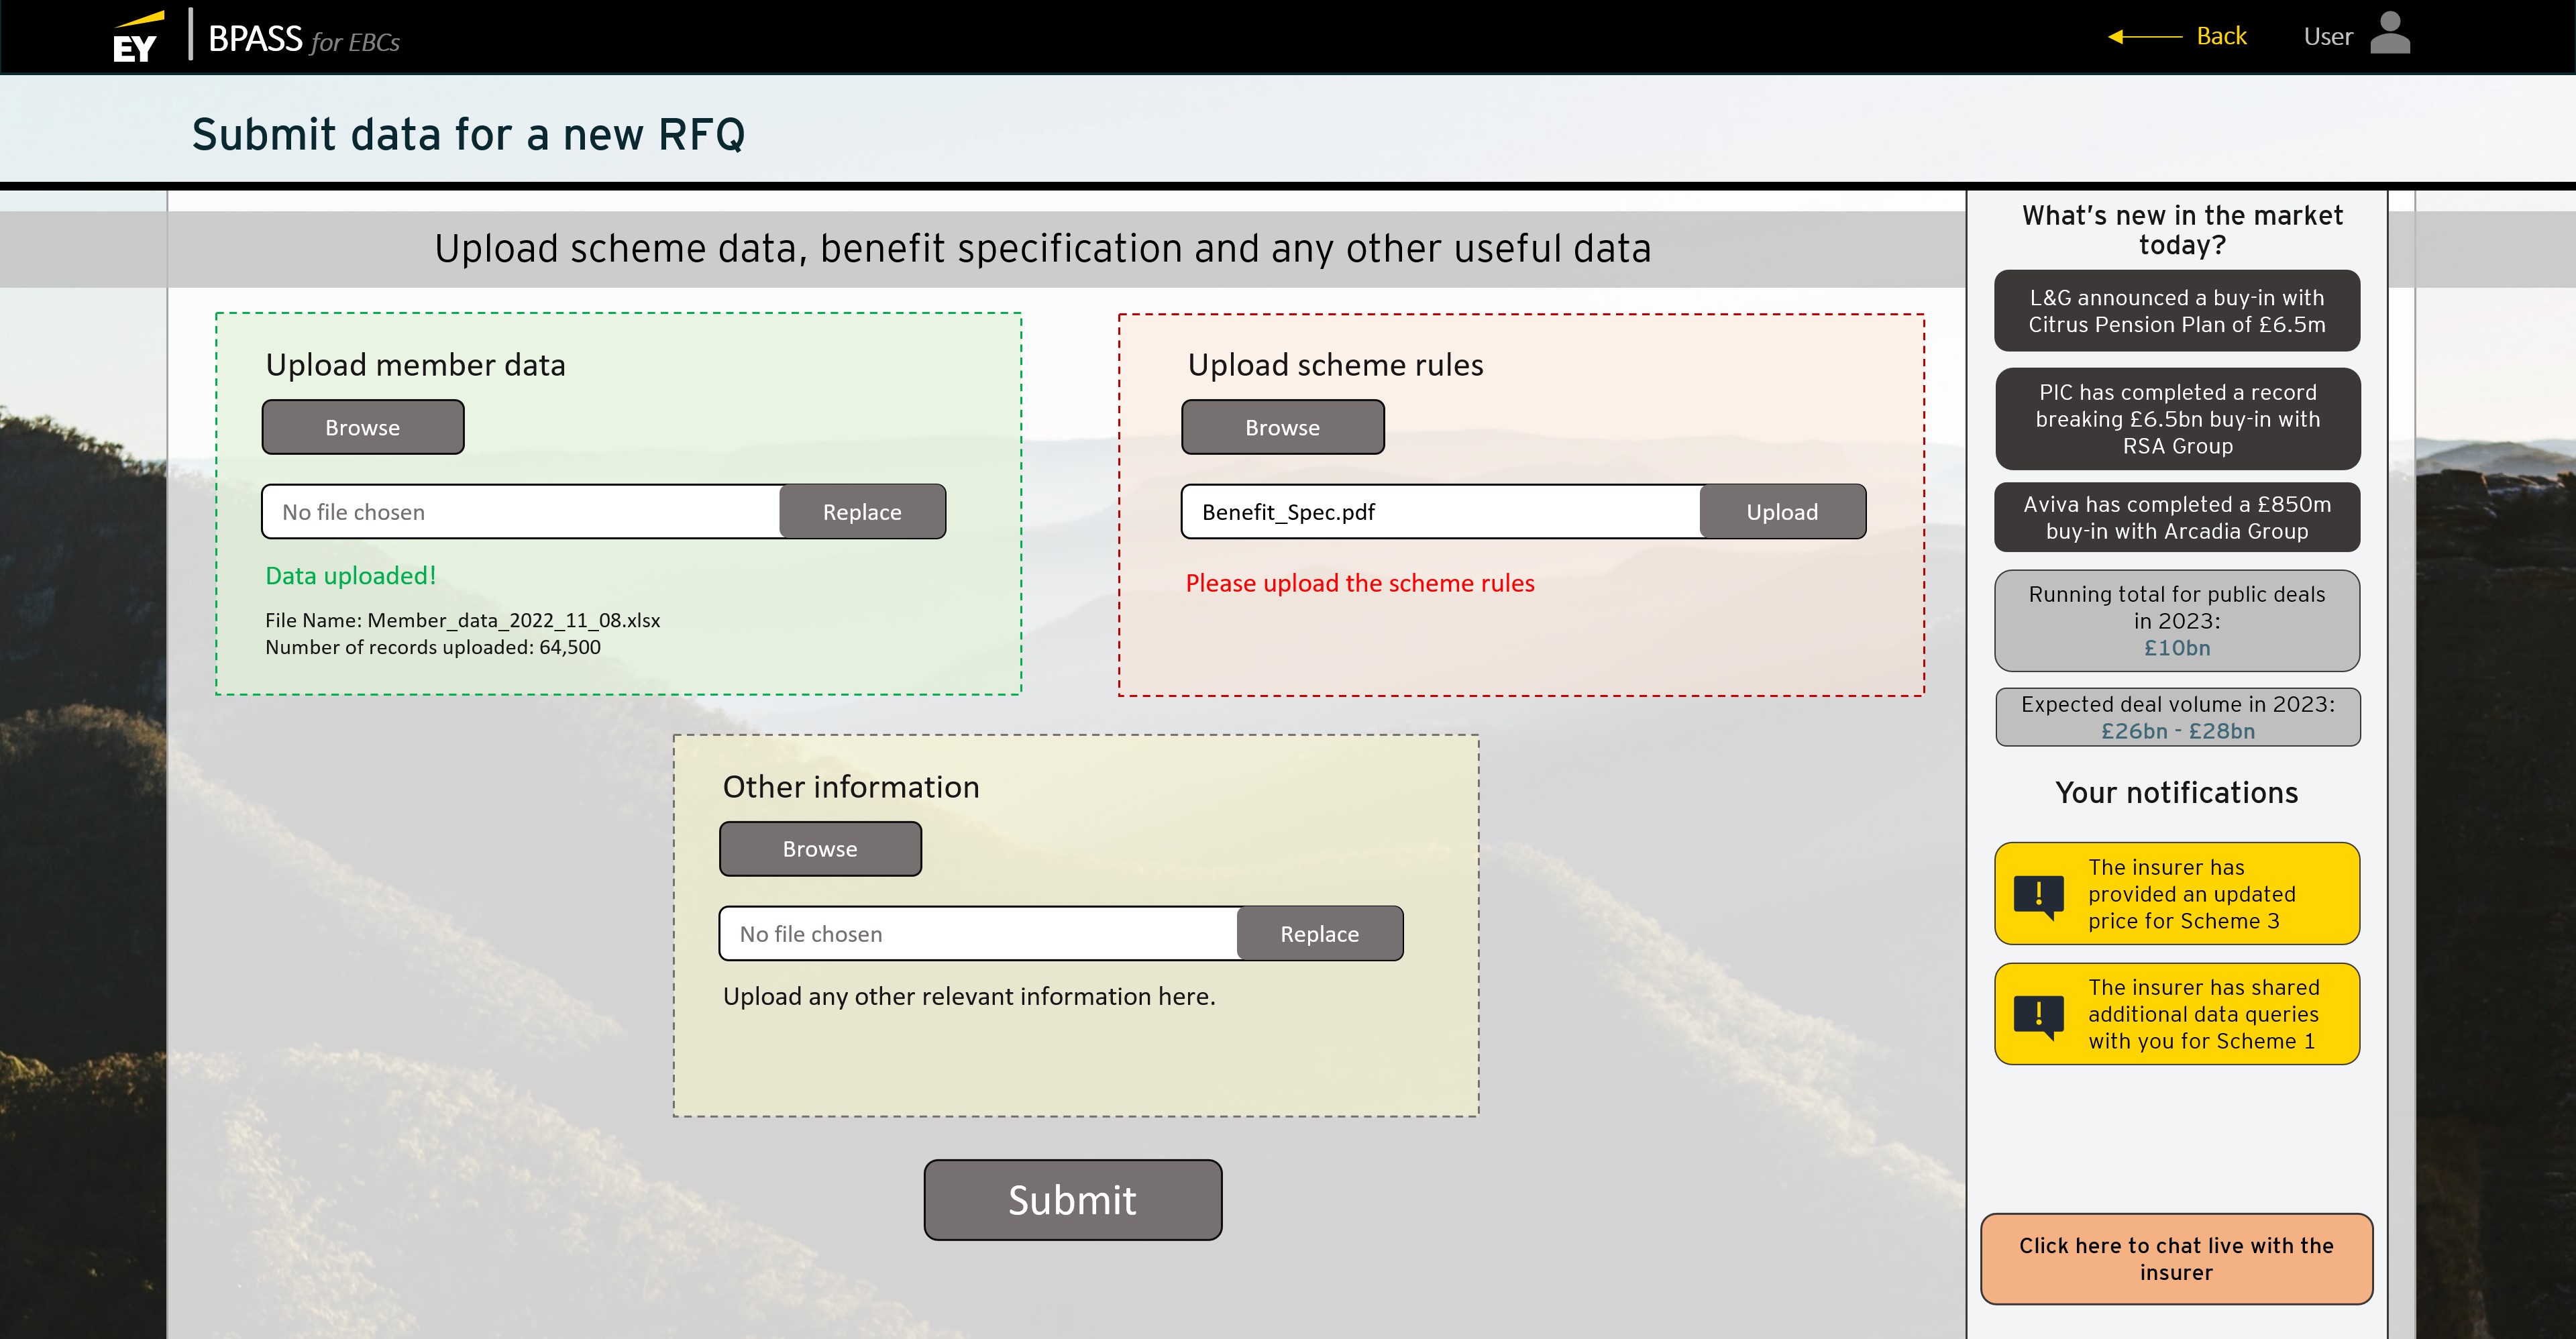 EY
BPASS for EBCs
Back
User
Submit data for a new RFQ
Upload scheme data, benefit specification and any other useful data
Upload member data
Browse
No file chosen
Replace
Data uploaded!
File Name: Member_data_2022_11_08.xlsx
Number of records uploaded: 64,500
Upload scheme rules
Browse
Benefit_Spec.pdf
Upload
Please upload the scheme rules
Other information
Browse
No file chosen
Replace
Upload any other relevant information here.
Submit
What's new in the market
today?
L&G announced a buy-in with
Citrus Pension Plan of £6.5m
PIC has completed a record
breaking £6.5bn buy-in with
RSA Group
Aviva has completed a £850m
buy-in with Arcadia Group
Running total for public deals
in 2023:
£10bn
Expected deal volume in 2023:
£26bn - £28bn
Your notifications
The insurer has
provided an updated
price for Scheme 3
The insurer has shared
additional data queries
with you for Scheme 1
Click here to chat live with the
insurer